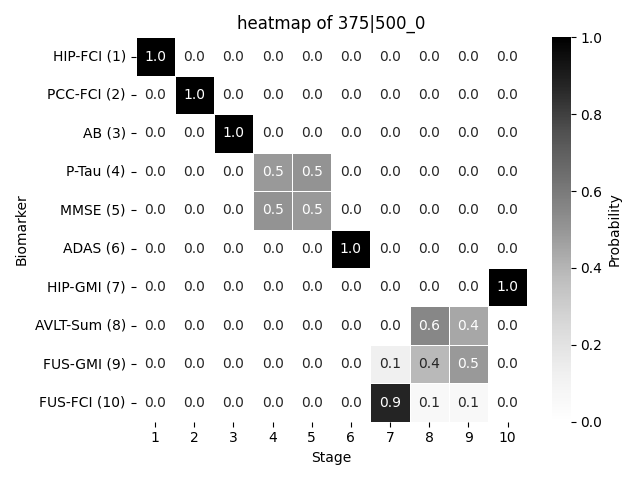 heatmap of 375|500_0
HIP-FCI (1) 1.0 0.0 0.0 0.0 0.0 0.0 0.0 0.0 0.0 0.0
PCC-FCI (2) 0.0 1.0 0.0 0.0 0.0 0.0 0.0 0.0 0.0 0.0
AB (3) 0.0 0.0 1.0 0.0 0.0 0.0 0.0 0.0 0.0 0.0
P-Tau (4) 0.0 0.0 0.0 0.5 0.5 0.0 0.0 0.0 0.0 0.0
MMSE (5) 0.0 0.0 0.0 0.5 0.5 0.0 0.0 0.0 0.0 0.0
ADAS (6) 0.0 0.0 0.0 0.0 0.0 1.0 0.0 0.0 0.0 0.0
HIP-GMI (7) 0.0 0.0 0.0 0.0 0.0 0.0 0.0 0.0 0.0 1.0
AVLT-Sum (8) 0.0 0.0 0.0 0.0 0.0 0.0 0.0 0.6 0.4 0.0
FUS-GMI (9) 0.0 0.0 0.0 0.0 0.0 0.0 0.1 0.4 0.5 0.0
FUS-FCI (10) 0.0 0.0 0.0 0.0 0.0 0.0 0.9 0.1 0.1 0.0
1 2 3 4 5 6 7 8 9 10
Stage
Biomarker
1.0
0.8
0.6
0.4
0.2
0.0
Probability